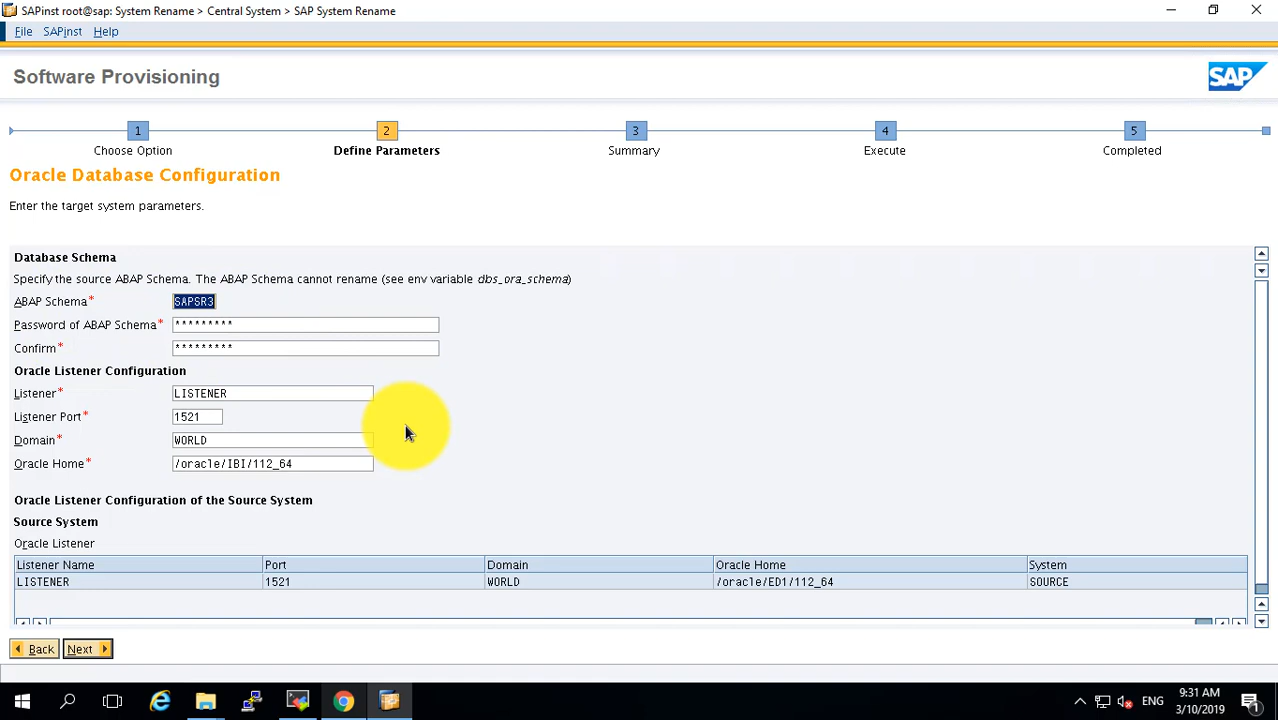 SAPinst root@sap: System Rename > Central System > SAP System Rename
File SAPinst Help
Software Provisioning
SAP
1 2 3 4 5
Choose Option Define Parameters Summary Execute Completed
Oracle Database Configuration
Enter the target system parameters.
Database Schema
Specify the source ABAP Schema. The ABAP Schema cannot rename (see env variable dbs_ora_schema)
ABAP Schema* SAPSR3
Password of ABAP Schema* *********
Confirm* *********
Oracle Listener Configuration
Listener* LISTENER
Listener Port* 1521
Domain* WORLD
Oracle Home* /oracle/IBI/112_64
Oracle Listener Configuration of the Source System
Source System
Oracle Listener
Listener Name Port Domain Oracle Home System
LISTENER 1521 WORLD /oracle/ED1/112_64 SOURCE
Back Next
ENG
9:31 AM
3/10/2019
1